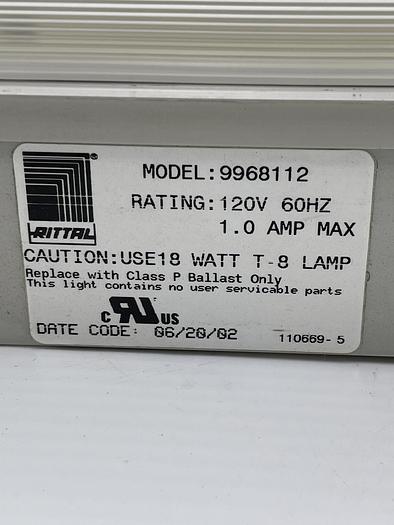 MODEL:9968112
RATING:120V 60HZ
1.0 AMP MAX
RITTAL
CAUTION:USE18 WATT T-8 LAMP
Replace with Class P Ballast Only
This light contains no user servicable parts
c RU US
DATE CODE: 06/20/02
110669-5